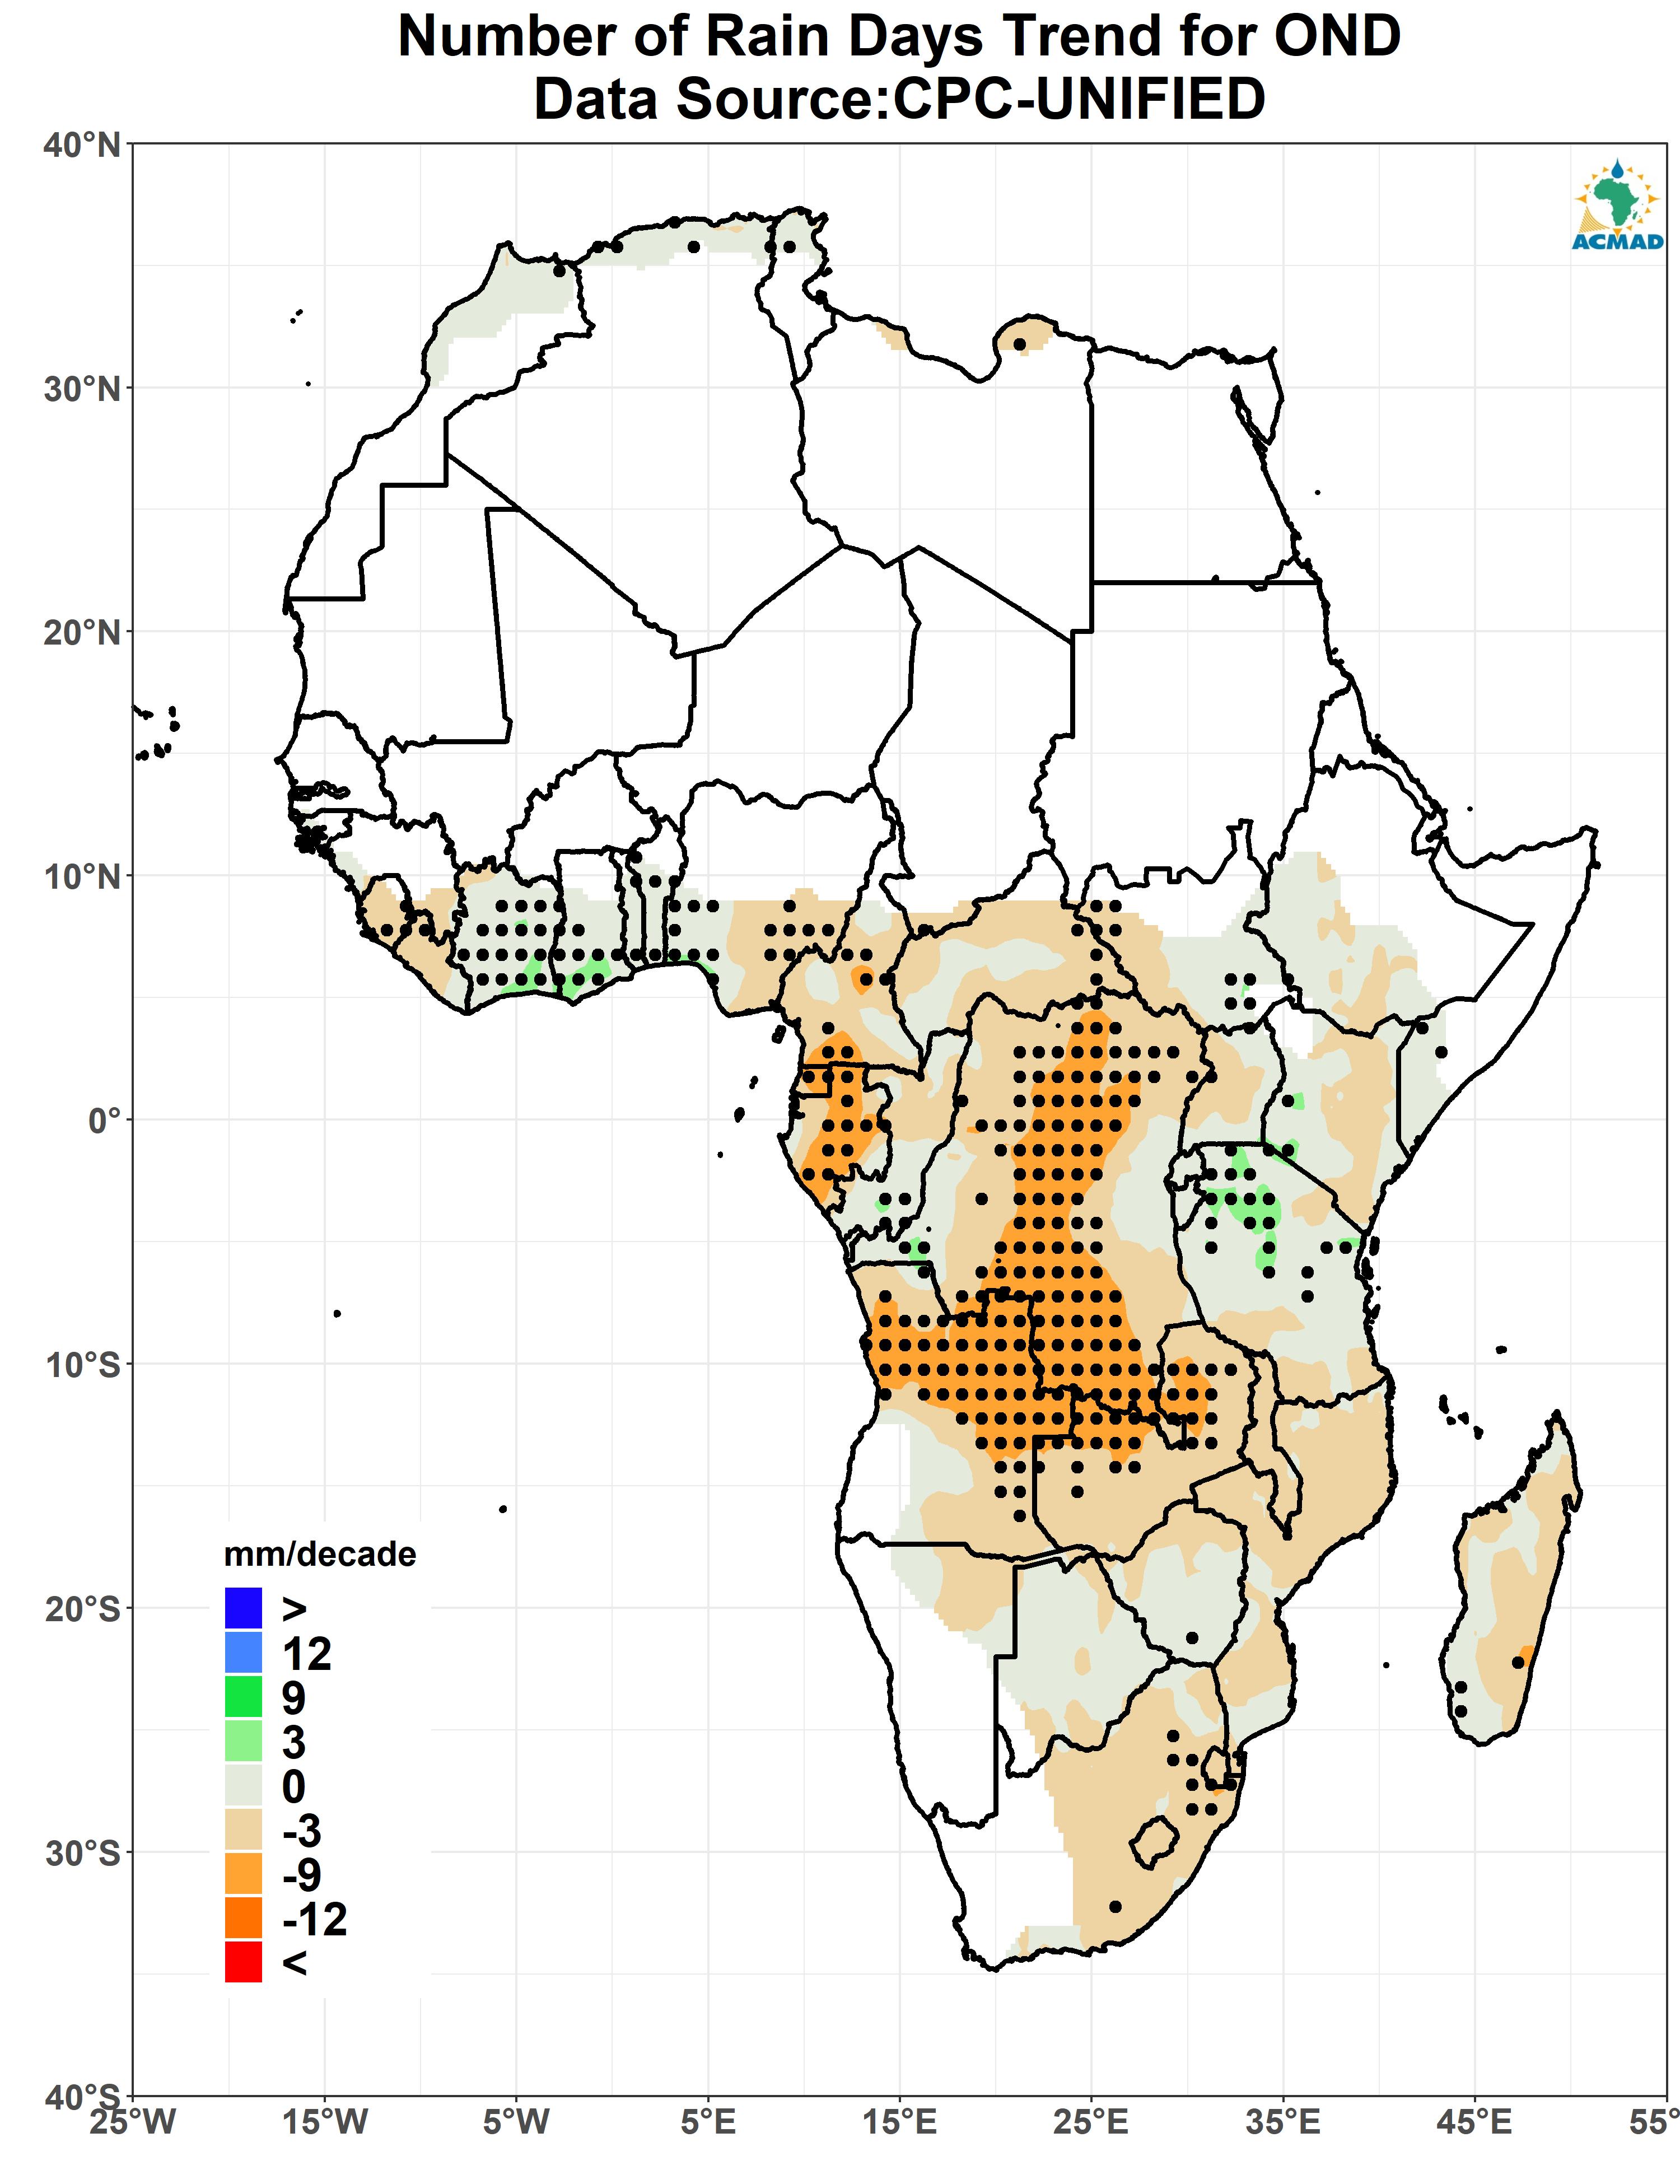 Number of Rain Days Trend for OND
Data Source:CPC-UNIFIED
40°N
ACMAD
30°N
20°N
10°N
0°
10°S
mm/decade
>
12
9
3
0
-3
-9
-12
<
20°S
30°S
40°S
25°W 15°W 5°W 5°E 15°E 25°E 35°E 45°E 55°